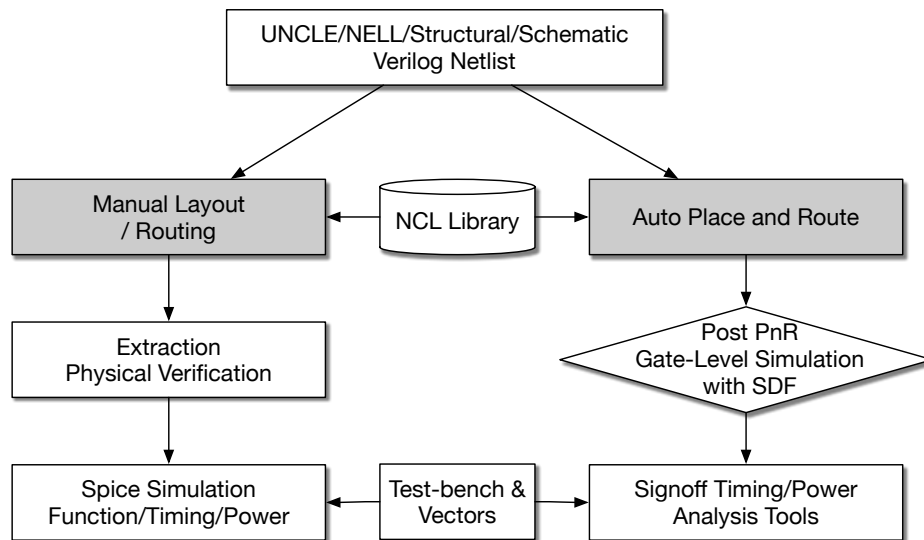 UNCLE/NELL/Structural/Schematic
Verilog Netlist
Manual Layout
/ Routing
NCL Library
Auto Place and Route
Extraction
Physical Verification
Post PnR
Gate-Level Simulation
with SDF
Spice Simulation
Function/Timing/Power
Test-bench &
Vectors
Signoff Timing/Power
Analysis Tools